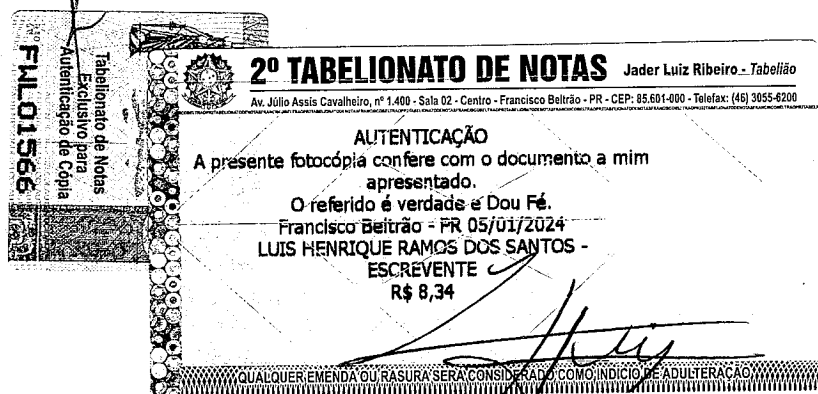 FWL01566
Tabelionato de Notas
Exclusivo para
Autenticação de Cópia
2º TABELIONATO DE NOTAS Jader Luiz Ribeiro - Tabelião
Av. Júlio Assis Cavalheiro, nº 1.400 - Sala 02 - Centro - Francisco Beltrão - PR - CEP: 85.601-000 - Telefax: (46) 3055-6200
AUTENTICAÇÃO
A presente fotocópia confere com o documento a mim
apresentado.
O referido é verdade e Dou Fé.
Francisco Beltrão - PR 05/01/2024
LUIS HENRIQUE RAMOS DOS SANTOS -
ESCREVENTE
R$ 8,34
QUALQUER EMENDA OU RASURA SERÁ CONSIDERADO COMO INDÍCIO DE ADULTERAÇÃO